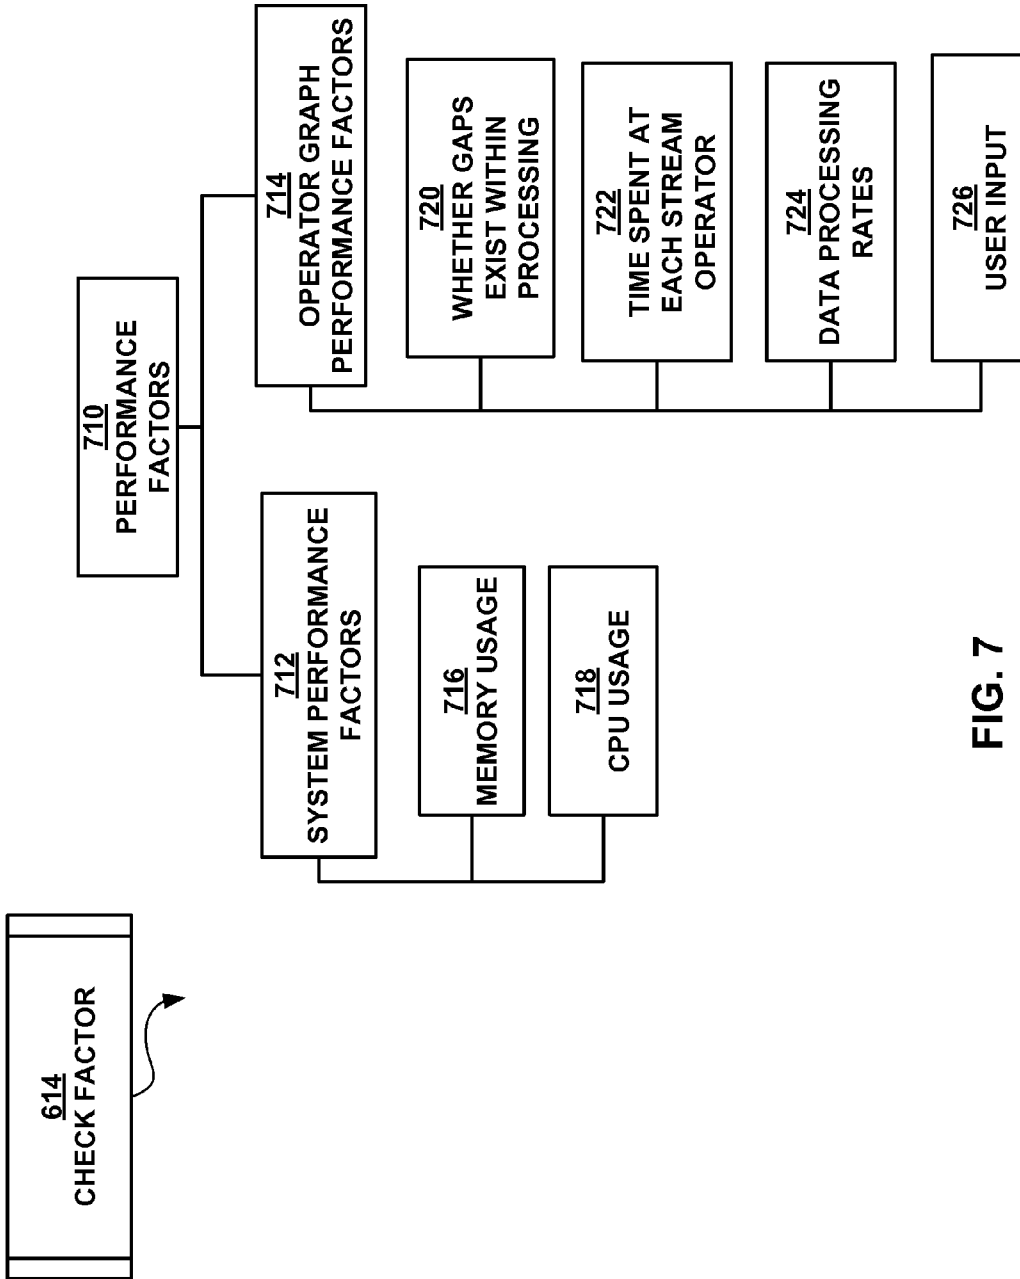 614
CHECK FACTOR
710
PERFORMANCE
FACTORS
712
SYSTEM PERFORMANCE
FACTORS
716
MEMORY USAGE
718
CPU USAGE
714
OPERATOR GRAPH
PERFORMANCE FACTORS
720
WHETHER GAPS
EXIST WITHIN
PROCESSING
722
TIME SPENT AT
EACH STREAM
OPERATOR
724
DATA PROCESSING
RATES
726
USER INPUT
FIG. 7